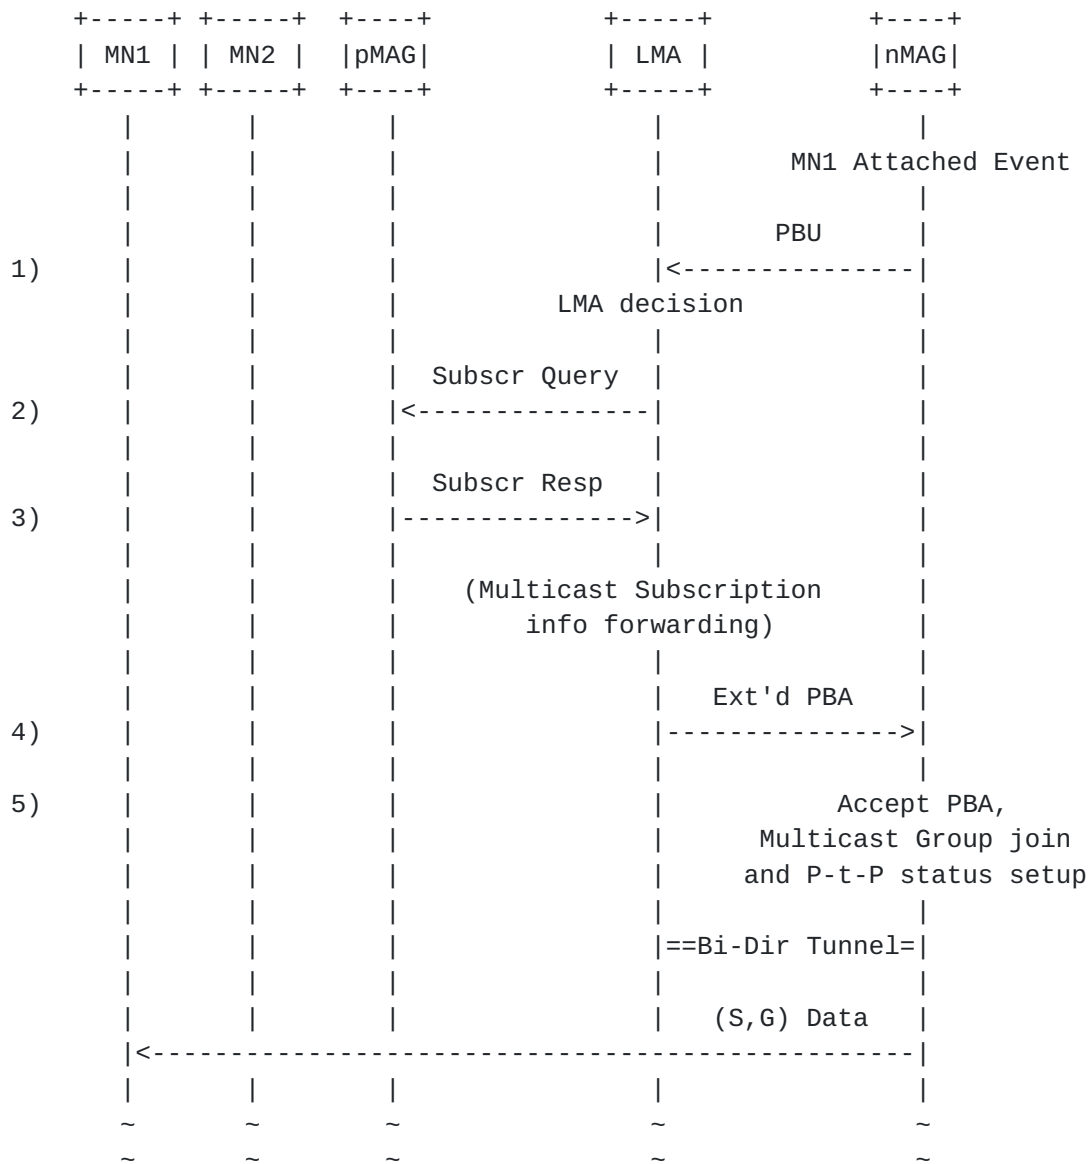 +-----+ +-----+  +----+           +-----+          +----+
    | MN1 | | MN2 |  |pMAG|           | LMA |          |nMAG|
    +-----+ +-----+  +----+           +-----+          +----+
       |       |        |                |                |
       |       |        |                |        MN1 Attached Event
       |       |        |                |                |
       |       |        |                |       PBU      |
1)     |       |        |                |<---------------|
       |       |        |          LMA decision           |
       |       |        |                |                |
       |       |        |  Subscr Query  |                |
2)     |       |        |<---------------|                |
       |       |        |                |                |
       |       |        |  Subscr Resp   |                |
3)     |       |        |--------------->|                |
       |       |        |                |                |
       |       |        |    (Multicast Subscription      |
       |       |        |        info forwarding)         |
       |       |        |                |                |
       |       |        |                |   Ext'd PBA    |
4)     |       |        |                |--------------->|
       |       |        |                |                |
5)     |       |        |                |           Accept PBA,
       |       |        |                |      Multicast Group join
       |       |        |                |     and P-t-P status setup
       |       |        |                |                |
       |       |        |                |==Bi-Dir Tunnel=|
       |       |        |                |                |
       |       |        |                |   (S,G) Data   |
       |<-------------------------------------------------|
       |       |        |                |                |
       ~       ~        ~                ~                ~
       ~       ~        ~                ~                ~